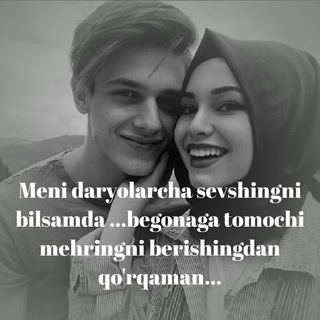 Meni daryolarcha sevshingni
bilsamda ...begonaga tomochi
mehringni berishingdan
qo'rqaman...